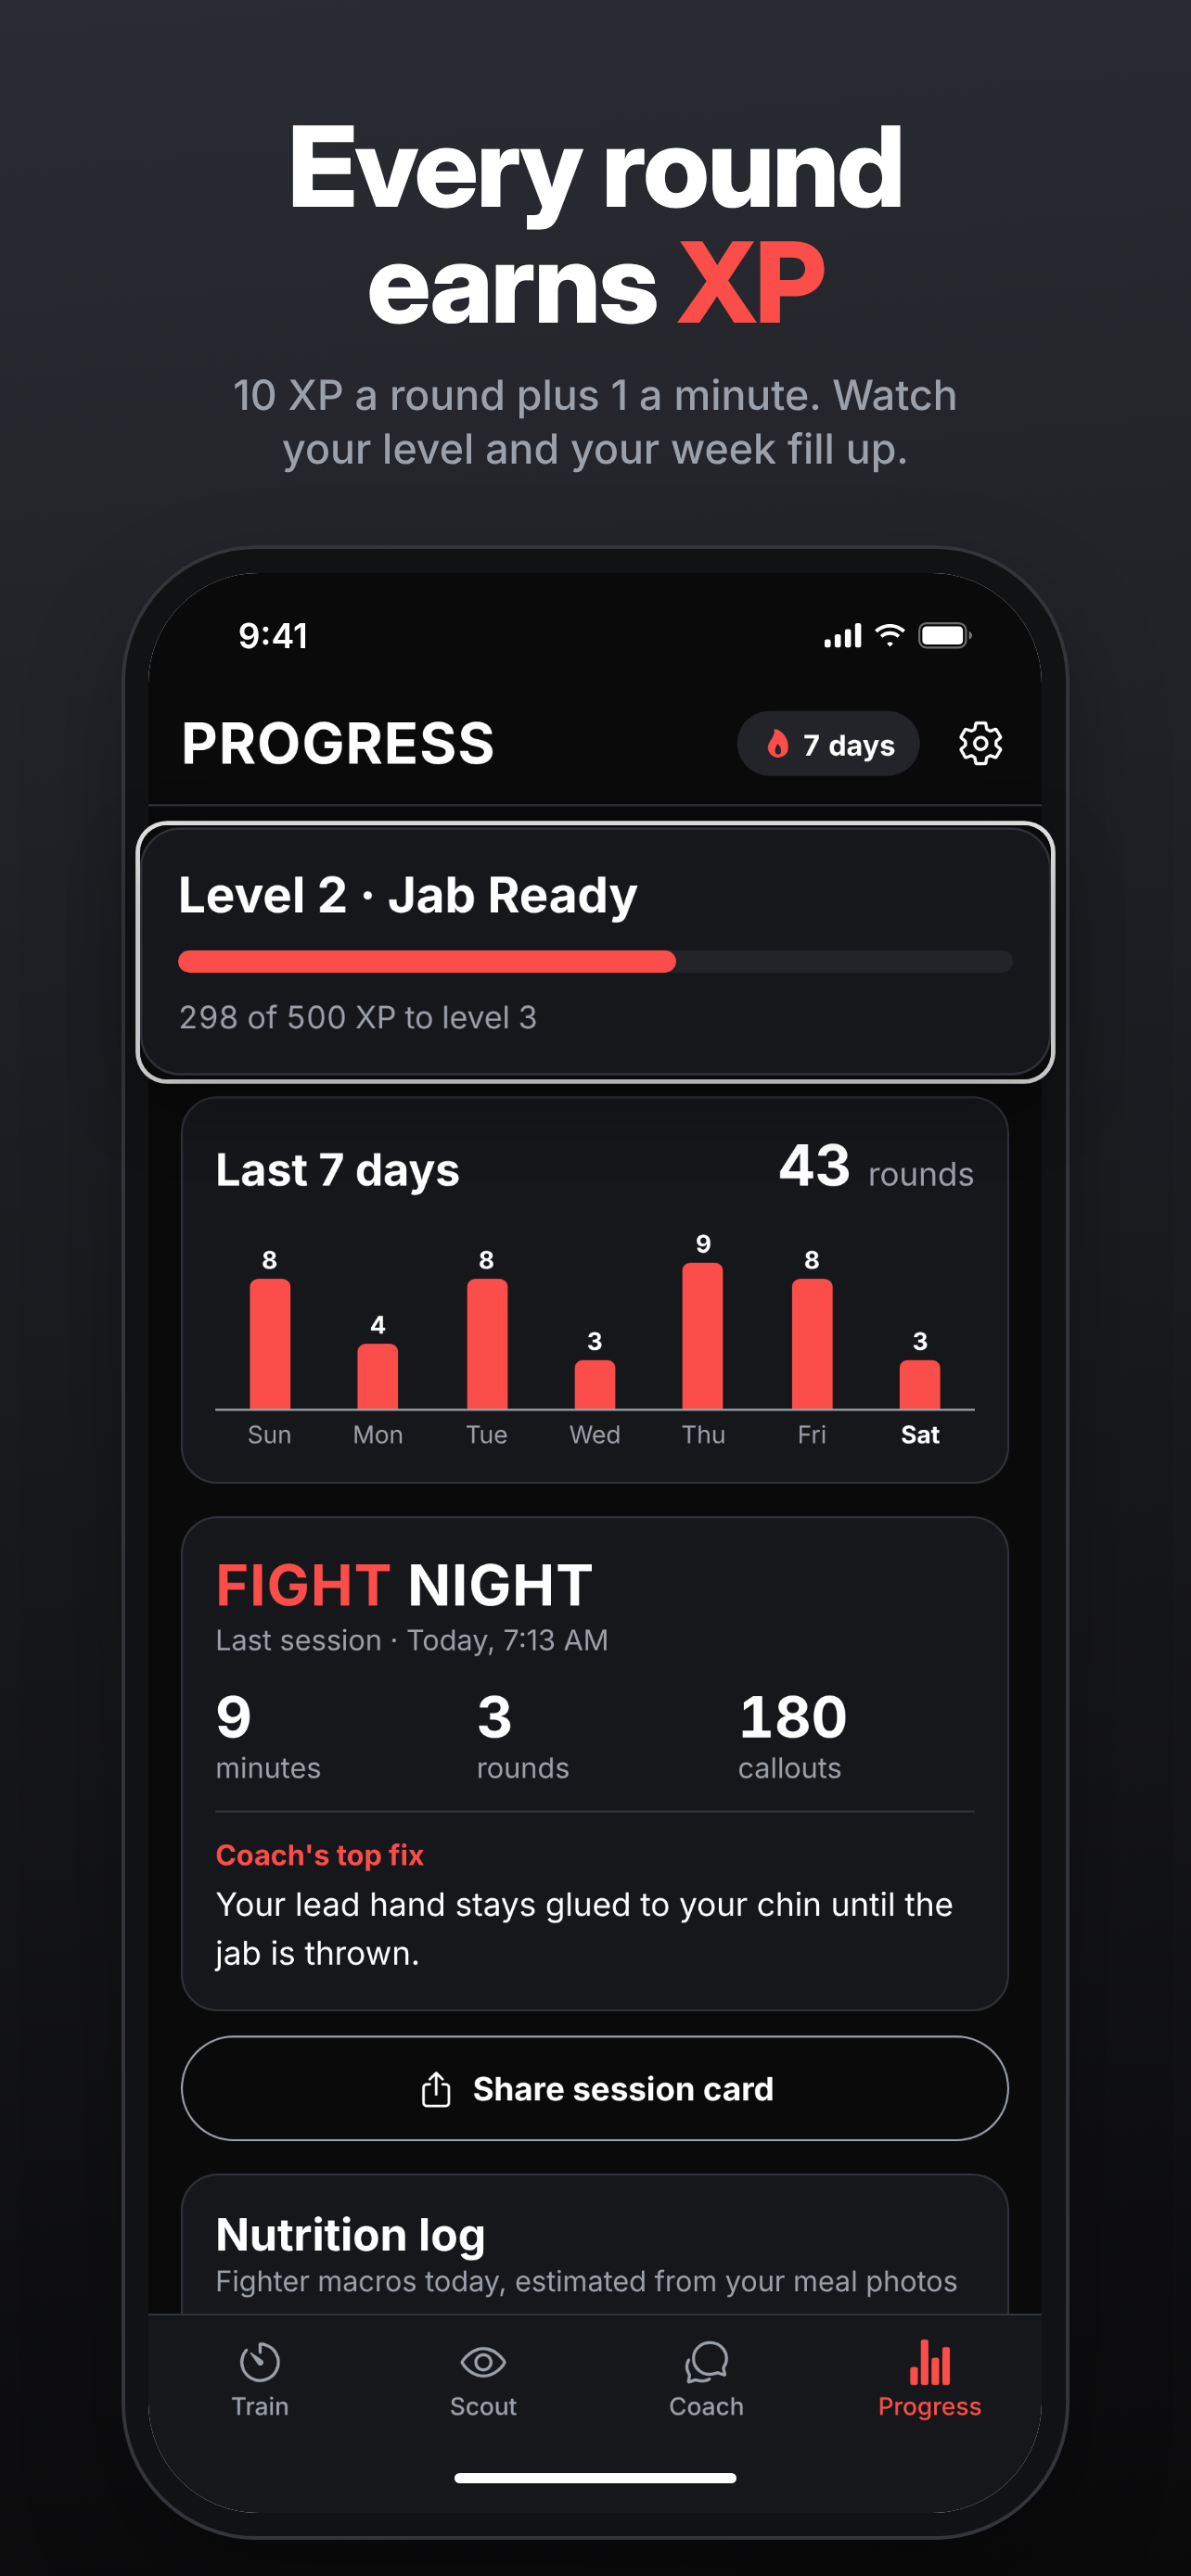 Every round
earns XP
10 XP a round plus 1 a minute. Watch
your level and your week fill up.
9:41
PROGRESS
7 days
Level 2 · Jab Ready
298 of 500 XP to level 3
Last 7 days
43 rounds
8 4 8 3 9 8 3
Sun Mon Tue Wed Thu Fri Sat
FIGHT NIGHT
Last session · Today, 7:13 AM
9 3 180
minutes rounds callouts
Coach's top fix
Your lead hand stays glued to your chin until the
jab is thrown.
Share session card
Nutrition log
Fighter macros today, estimated from your meal photos
Train Scout Coach Progress